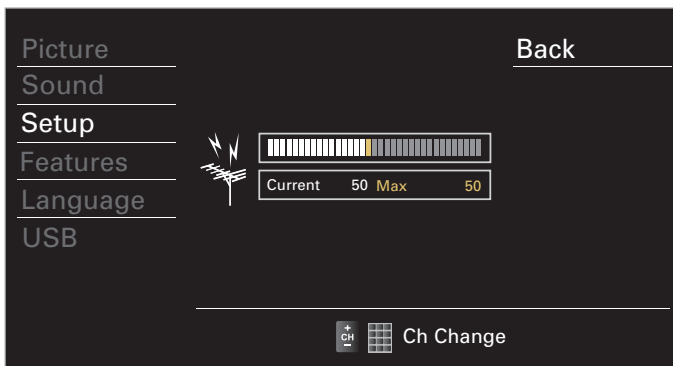 Picture
Sound
Setup
Features
Language
USB
Back
Current 50 Max 50
+
CH
−
Ch Change